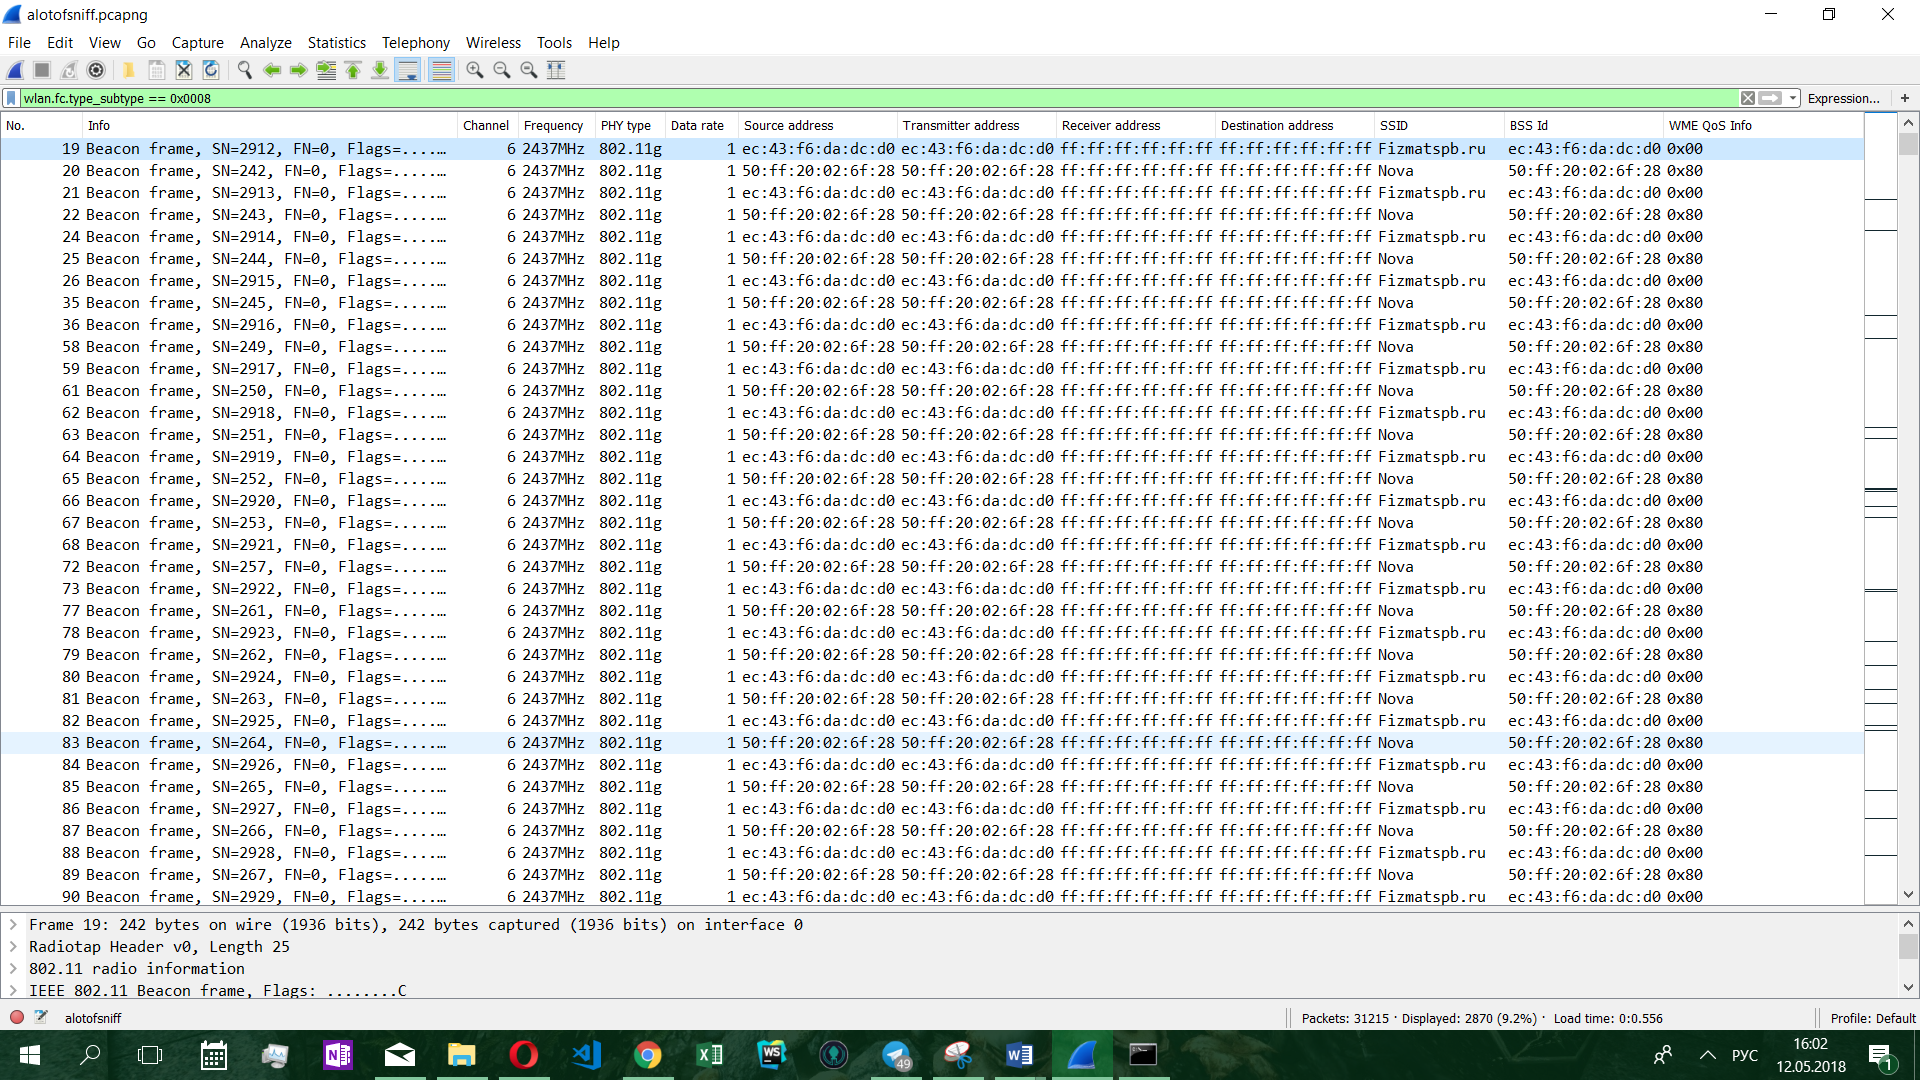 alotofsniff.pcapng
File Edit View Go Capture Analyze Statistics Telephony Wireless Tools Help
wlan.fc.type_subtype == 0x0008 Expression... +
No. Info Channel Frequency PHY type Data rate Source address Transmitter address Receiver address Destination address SSID BSS Id WME QoS Info
19 Beacon frame, SN=2912, FN=0, Flags=....… 6 2437MHz 802.11g 1 ec:43:f6:da:dc:d0 ec:43:f6:da:dc:d0 ff:ff:ff:ff:ff:ff ff:ff:ff:ff:ff:ff Fizmatspb.ru ec:43:f6:da:dc:d0 0x00
20 Beacon frame, SN=242, FN=0, Flags=.....… 6 2437MHz 802.11g 1 50:ff:20:02:6f:28 50:ff:20:02:6f:28 ff:ff:ff:ff:ff:ff ff:ff:ff:ff:ff:ff Nova 50:ff:20:02:6f:28 0x80
21 Beacon frame, SN=2913, FN=0, Flags=....… 6 2437MHz 802.11g 1 ec:43:f6:da:dc:d0 ec:43:f6:da:dc:d0 ff:ff:ff:ff:ff:ff ff:ff:ff:ff:ff:ff Fizmatspb.ru ec:43:f6:da:dc:d0 0x00
22 Beacon frame, SN=243, FN=0, Flags=.....… 6 2437MHz 802.11g 1 50:ff:20:02:6f:28 50:ff:20:02:6f:28 ff:ff:ff:ff:ff:ff ff:ff:ff:ff:ff:ff Nova 50:ff:20:02:6f:28 0x80
24 Beacon frame, SN=2914, FN=0, Flags=....… 6 2437MHz 802.11g 1 ec:43:f6:da:dc:d0 ec:43:f6:da:dc:d0 ff:ff:ff:ff:ff:ff ff:ff:ff:ff:ff:ff Fizmatspb.ru ec:43:f6:da:dc:d0 0x00
25 Beacon frame, SN=244, FN=0, Flags=.....… 6 2437MHz 802.11g 1 50:ff:20:02:6f:28 50:ff:20:02:6f:28 ff:ff:ff:ff:ff:ff ff:ff:ff:ff:ff:ff Nova 50:ff:20:02:6f:28 0x80
26 Beacon frame, SN=2915, FN=0, Flags=....… 6 2437MHz 802.11g 1 ec:43:f6:da:dc:d0 ec:43:f6:da:dc:d0 ff:ff:ff:ff:ff:ff ff:ff:ff:ff:ff:ff Fizmatspb.ru ec:43:f6:da:dc:d0 0x00
35 Beacon frame, SN=245, FN=0, Flags=.....… 6 2437MHz 802.11g 1 50:ff:20:02:6f:28 50:ff:20:02:6f:28 ff:ff:ff:ff:ff:ff ff:ff:ff:ff:ff:ff Nova 50:ff:20:02:6f:28 0x80
36 Beacon frame, SN=2916, FN=0, Flags=....… 6 2437MHz 802.11g 1 ec:43:f6:da:dc:d0 ec:43:f6:da:dc:d0 ff:ff:ff:ff:ff:ff ff:ff:ff:ff:ff:ff Fizmatspb.ru ec:43:f6:da:dc:d0 0x00
58 Beacon frame, SN=249, FN=0, Flags=.....… 6 2437MHz 802.11g 1 50:ff:20:02:6f:28 50:ff:20:02:6f:28 ff:ff:ff:ff:ff:ff ff:ff:ff:ff:ff:ff Nova 50:ff:20:02:6f:28 0x80
59 Beacon frame, SN=2917, FN=0, Flags=....… 6 2437MHz 802.11g 1 ec:43:f6:da:dc:d0 ec:43:f6:da:dc:d0 ff:ff:ff:ff:ff:ff ff:ff:ff:ff:ff:ff Fizmatspb.ru ec:43:f6:da:dc:d0 0x00
61 Beacon frame, SN=250, FN=0, Flags=.....… 6 2437MHz 802.11g 1 50:ff:20:02:6f:28 50:ff:20:02:6f:28 ff:ff:ff:ff:ff:ff ff:ff:ff:ff:ff:ff Nova 50:ff:20:02:6f:28 0x80
62 Beacon frame, SN=2918, FN=0, Flags=....… 6 2437MHz 802.11g 1 ec:43:f6:da:dc:d0 ec:43:f6:da:dc:d0 ff:ff:ff:ff:ff:ff ff:ff:ff:ff:ff:ff Fizmatspb.ru ec:43:f6:da:dc:d0 0x00
63 Beacon frame, SN=251, FN=0, Flags=.....… 6 2437MHz 802.11g 1 50:ff:20:02:6f:28 50:ff:20:02:6f:28 ff:ff:ff:ff:ff:ff ff:ff:ff:ff:ff:ff Nova 50:ff:20:02:6f:28 0x80
64 Beacon frame, SN=2919, FN=0, Flags=....… 6 2437MHz 802.11g 1 ec:43:f6:da:dc:d0 ec:43:f6:da:dc:d0 ff:ff:ff:ff:ff:ff ff:ff:ff:ff:ff:ff Fizmatspb.ru ec:43:f6:da:dc:d0 0x00
65 Beacon frame, SN=252, FN=0, Flags=.....… 6 2437MHz 802.11g 1 50:ff:20:02:6f:28 50:ff:20:02:6f:28 ff:ff:ff:ff:ff:ff ff:ff:ff:ff:ff:ff Nova 50:ff:20:02:6f:28 0x80
66 Beacon frame, SN=2920, FN=0, Flags=....… 6 2437MHz 802.11g 1 ec:43:f6:da:dc:d0 ec:43:f6:da:dc:d0 ff:ff:ff:ff:ff:ff ff:ff:ff:ff:ff:ff Fizmatspb.ru ec:43:f6:da:dc:d0 0x00
67 Beacon frame, SN=253, FN=0, Flags=.....… 6 2437MHz 802.11g 1 50:ff:20:02:6f:28 50:ff:20:02:6f:28 ff:ff:ff:ff:ff:ff ff:ff:ff:ff:ff:ff Nova 50:ff:20:02:6f:28 0x80
68 Beacon frame, SN=2921, FN=0, Flags=....… 6 2437MHz 802.11g 1 ec:43:f6:da:dc:d0 ec:43:f6:da:dc:d0 ff:ff:ff:ff:ff:ff ff:ff:ff:ff:ff:ff Fizmatspb.ru ec:43:f6:da:dc:d0 0x00
72 Beacon frame, SN=257, FN=0, Flags=.....… 6 2437MHz 802.11g 1 50:ff:20:02:6f:28 50:ff:20:02:6f:28 ff:ff:ff:ff:ff:ff ff:ff:ff:ff:ff:ff Nova 50:ff:20:02:6f:28 0x80
73 Beacon frame, SN=2922, FN=0, Flags=....… 6 2437MHz 802.11g 1 ec:43:f6:da:dc:d0 ec:43:f6:da:dc:d0 ff:ff:ff:ff:ff:ff ff:ff:ff:ff:ff:ff Fizmatspb.ru ec:43:f6:da:dc:d0 0x00
77 Beacon frame, SN=261, FN=0, Flags=.....… 6 2437MHz 802.11g 1 50:ff:20:02:6f:28 50:ff:20:02:6f:28 ff:ff:ff:ff:ff:ff ff:ff:ff:ff:ff:ff Nova 50:ff:20:02:6f:28 0x80
78 Beacon frame, SN=2923, FN=0, Flags=....… 6 2437MHz 802.11g 1 ec:43:f6:da:dc:d0 ec:43:f6:da:dc:d0 ff:ff:ff:ff:ff:ff ff:ff:ff:ff:ff:ff Fizmatspb.ru ec:43:f6:da:dc:d0 0x00
79 Beacon frame, SN=262, FN=0, Flags=.....… 6 2437MHz 802.11g 1 50:ff:20:02:6f:28 50:ff:20:02:6f:28 ff:ff:ff:ff:ff:ff ff:ff:ff:ff:ff:ff Nova 50:ff:20:02:6f:28 0x80
80 Beacon frame, SN=2924, FN=0, Flags=....… 6 2437MHz 802.11g 1 ec:43:f6:da:dc:d0 ec:43:f6:da:dc:d0 ff:ff:ff:ff:ff:ff ff:ff:ff:ff:ff:ff Fizmatspb.ru ec:43:f6:da:dc:d0 0x00
81 Beacon frame, SN=263, FN=0, Flags=.....… 6 2437MHz 802.11g 1 50:ff:20:02:6f:28 50:ff:20:02:6f:28 ff:ff:ff:ff:ff:ff ff:ff:ff:ff:ff:ff Nova 50:ff:20:02:6f:28 0x80
82 Beacon frame, SN=2925, FN=0, Flags=....… 6 2437MHz 802.11g 1 ec:43:f6:da:dc:d0 ec:43:f6:da:dc:d0 ff:ff:ff:ff:ff:ff ff:ff:ff:ff:ff:ff Fizmatspb.ru ec:43:f6:da:dc:d0 0x00
83 Beacon frame, SN=264, FN=0, Flags=.....… 6 2437MHz 802.11g 1 50:ff:20:02:6f:28 50:ff:20:02:6f:28 ff:ff:ff:ff:ff:ff ff:ff:ff:ff:ff:ff Nova 50:ff:20:02:6f:28 0x80
84 Beacon frame, SN=2926, FN=0, Flags=....… 6 2437MHz 802.11g 1 ec:43:f6:da:dc:d0 ec:43:f6:da:dc:d0 ff:ff:ff:ff:ff:ff ff:ff:ff:ff:ff:ff Fizmatspb.ru ec:43:f6:da:dc:d0 0x00
85 Beacon frame, SN=265, FN=0, Flags=.....… 6 2437MHz 802.11g 1 50:ff:20:02:6f:28 50:ff:20:02:6f:28 ff:ff:ff:ff:ff:ff ff:ff:ff:ff:ff:ff Nova 50:ff:20:02:6f:28 0x80
86 Beacon frame, SN=2927, FN=0, Flags=....… 6 2437MHz 802.11g 1 ec:43:f6:da:dc:d0 ec:43:f6:da:dc:d0 ff:ff:ff:ff:ff:ff ff:ff:ff:ff:ff:ff Fizmatspb.ru ec:43:f6:da:dc:d0 0x00
87 Beacon frame, SN=266, FN=0, Flags=.....… 6 2437MHz 802.11g 1 50:ff:20:02:6f:28 50:ff:20:02:6f:28 ff:ff:ff:ff:ff:ff ff:ff:ff:ff:ff:ff Nova 50:ff:20:02:6f:28 0x80
88 Beacon frame, SN=2928, FN=0, Flags=....… 6 2437MHz 802.11g 1 ec:43:f6:da:dc:d0 ec:43:f6:da:dc:d0 ff:ff:ff:ff:ff:ff ff:ff:ff:ff:ff:ff Fizmatspb.ru ec:43:f6:da:dc:d0 0x00
89 Beacon frame, SN=267, FN=0, Flags=.....… 6 2437MHz 802.11g 1 50:ff:20:02:6f:28 50:ff:20:02:6f:28 ff:ff:ff:ff:ff:ff ff:ff:ff:ff:ff:ff Nova 50:ff:20:02:6f:28 0x80
90 Beacon frame, SN=2929, FN=0, Flags=....… 6 2437MHz 802.11g 1 ec:43:f6:da:dc:d0 ec:43:f6:da:dc:d0 ff:ff:ff:ff:ff:ff ff:ff:ff:ff:ff:ff Fizmatspb.ru ec:43:f6:da:dc:d0 0x00
Frame 19: 242 bytes on wire (1936 bits), 242 bytes captured (1936 bits) on interface 0
Radiotap Header v0, Length 25
802.11 radio information
IEEE 802.11 Beacon frame, Flags: ........C
alotofsniff Packets: 31215 · Displayed: 2870 (9.2%) · Load time: 0:0.556 Profile: Default
N WS 49 W РУС 16:02 1
12.05.2018